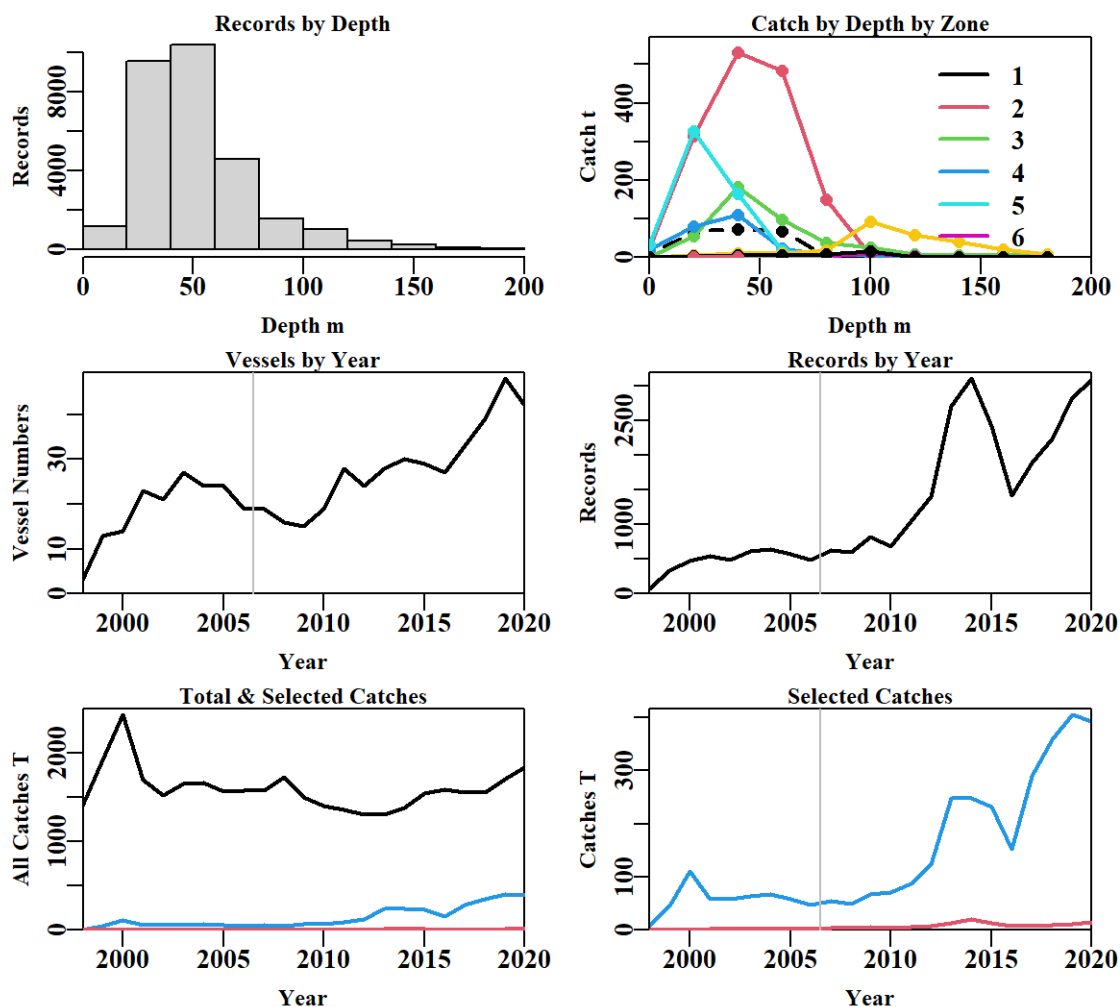 Records by Depth
Records
0 4000 8000
0 50 100 150 200
Depth m
Catch by Depth by Zone
Catch t
0 200 400
1
2
3
4
5
6
0 50 100 150 200
Depth m
Vessels by Year
Vessel Numbers
0 10 30
2000 2005 2010 2015 2020
Year
Records by Year
Records
0 1000 2500
2000 2005 2010 2015 2020
Year
Total & Selected Catches
All Catches T
0 1000 2000
2000 2005 2010 2015 2020
Year
Selected Catches
Catches T
0 100 300
2000 2005 2010 2015 2020
Year